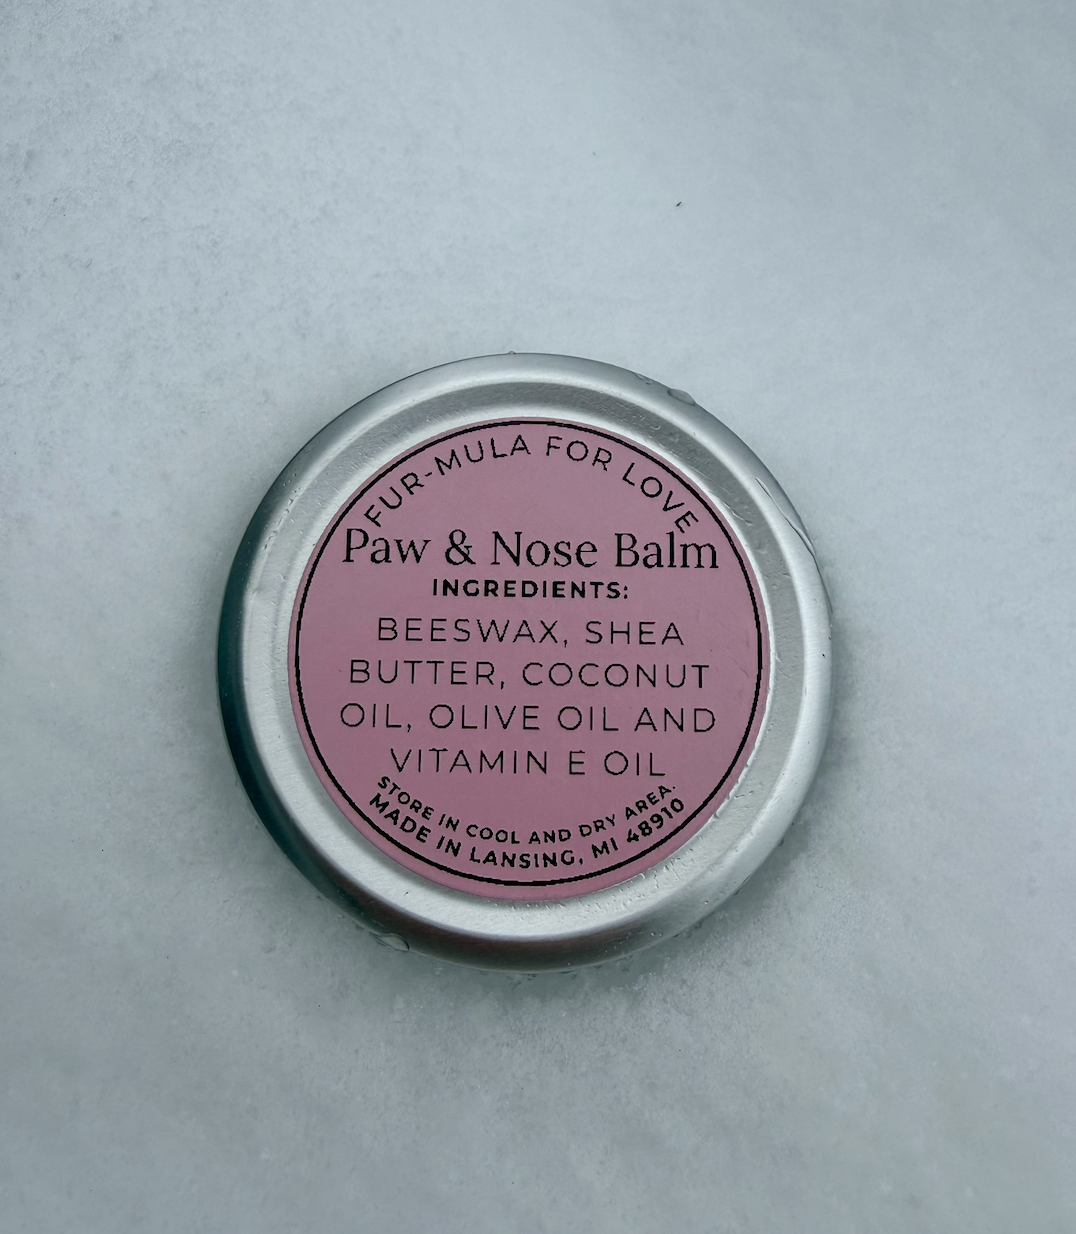 FUR-MULA FOR LOVE
Paw & Nose Balm
INGREDIENTS:
BEESWAX, SHEA
BUTTER, COCONUT
OIL, OLIVE OIL AND
VITAMIN E OIL
STORE IN COOL AND DRY AREA.
MADE IN LANSING, MI 48910